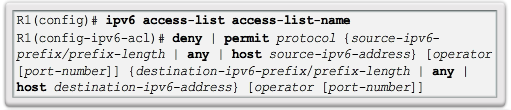 R1(config)# ipv6 access-list access-list-name
R1(config-ipv6-acl)# deny | permit protocol {source-ipv6-
prefix/prefix-length | any | host source-ipv6-address} [operator
[port-number]] {destination-ipv6-prefix/prefix-length | any |
host destination-ipv6-address} [operator [port-number]]